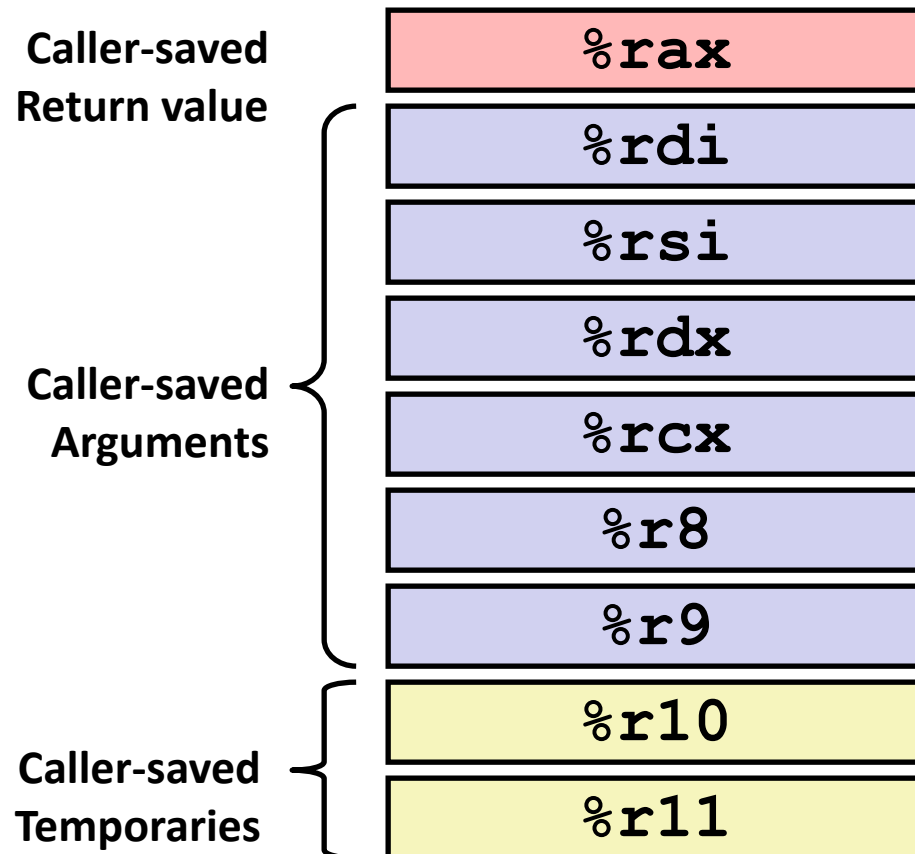 Caller-saved
Return value
%rax
%rdi
%rsi
%rdx
Caller-saved
Arguments
%rcx
%r8
%r9
%r10
Caller-saved
Temporaries
%r11